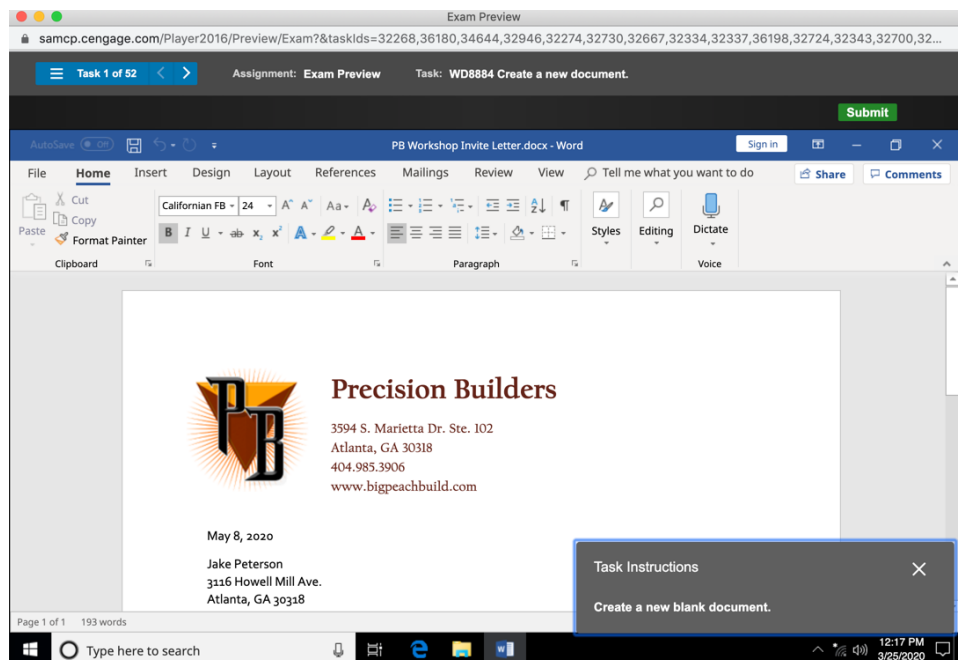 Exam Preview
samcp.cengage.com/Player2016/Preview/Exam?&taskIds=32268,36180,34644,32946,32274,32730,32667,32334,32337,36198,32724,32343,32700,32...
Task 1 of 52 Assignment: Exam Preview Task: WD8884 Create a new document.
Submit
AutoSave Off PB Workshop Invite Letter.docx - Word Sign in
File Home Insert Design Layout References Mailings Review View Tell me what you want to do Share Comments
Cut
Copy
Paste Format Painter
Californian FB 24 A A Aa A
B I U ab x₂ x² A A
Styles Editing Dictate
Clipboard Font Paragraph Voice
PB
Precision Builders
3594 S. Marietta Dr. Ste. 102
Atlanta, GA 30318
404.985.3906
www.bigpeachbuild.com
May 8, 2020
Jake Peterson
3116 Howell Mill Ave.
Atlanta, GA 30318
Task Instructions
Create a new blank document.
Page 1 of 1 193 words
Type here to search
12:17 PM
3/25/2020